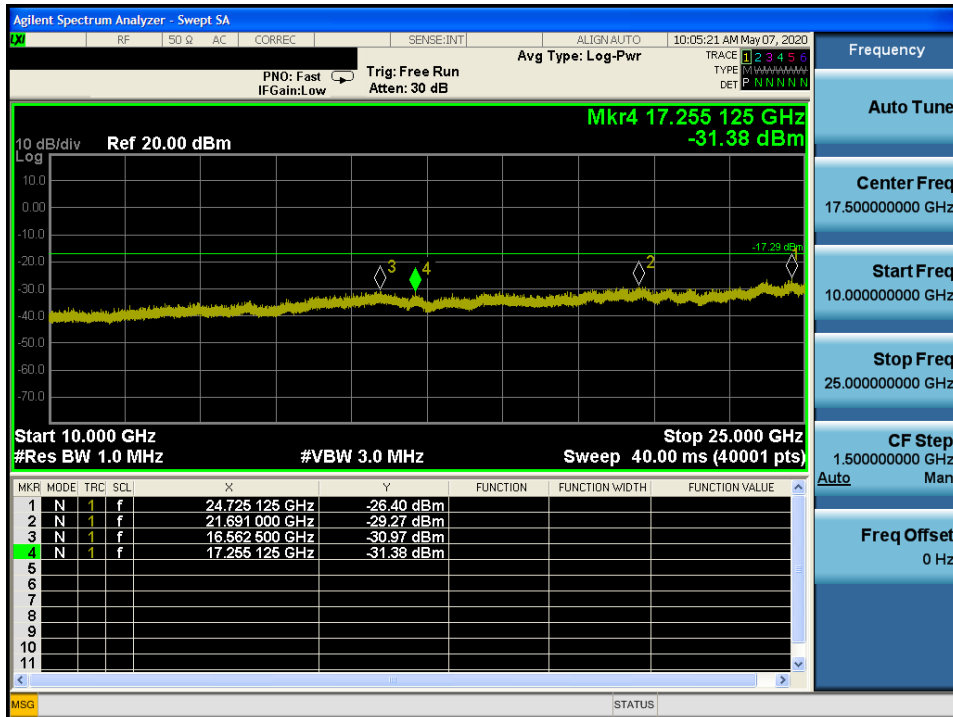 Agilent Spectrum Analyzer - Swept SA
LXI RF 50 Ω AC CORREC SENSE:INT ALIGN AUTO 10:05:21 AM May 07, 2020
Avg Type: Log-Pwr TRACE 1 2 3 4 5 6
PNO: Fast Trig: Free Run TYPE M WWWWW
IFGain:Low Atten: 30 dB DET P N N N N N
Mkr4 17.255 125 GHz
-31.38 dBm
10 dB/div Ref 20.00 dBm
Log
10.0
0.00
-10.0
-17.29 dBm
-20.0
3 4 2 1
-30.0
-40.0
-50.0
-60.0
-70.0
Start 10.000 GHz Stop 25.000 GHz
#Res BW 1.0 MHz #VBW 3.0 MHz Sweep 40.00 ms (40001 pts)
MKR MODE TRC SCL X Y FUNCTION FUNCTION WIDTH FUNCTION VALUE
1 N 1 f 24.725 125 GHz -26.40 dBm
2 N 1 f 21.691 000 GHz -29.27 dBm
3 N 1 f 16.562 500 GHz -30.97 dBm
4 N 1 f 17.255 125 GHz -31.38 dBm
5
6
7
8
9
10
11
MSG STATUS
Frequency
Auto Tune
Center Freq
17.500000000 GHz
Start Freq
10.000000000 GHz
Stop Freq
25.000000000 GHz
CF Step
1.500000000 GHz
Auto Man
Freq Offset
0 Hz